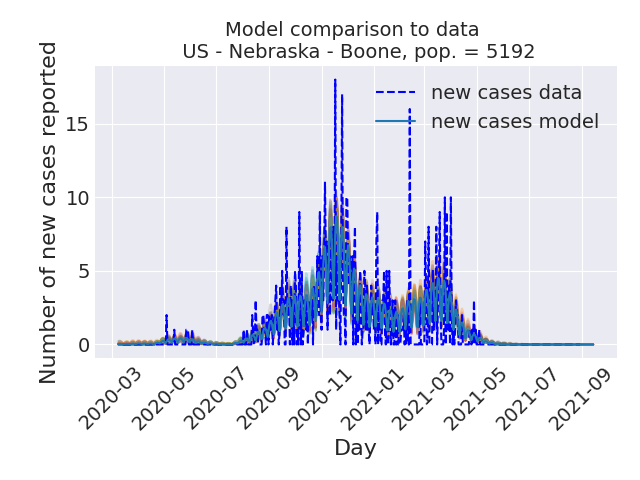 Model comparison to data
US - Nebraska - Boone, pop. = 5192
new cases data
new cases model
Number of new cases reported
15
10
5
0
2020-03
2020-05
2020-07
2020-09
2020-11
2021-01
2021-03
2021-05
2021-07
2021-09
Day